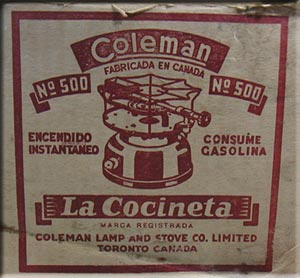 Coleman
FABRICADA EN CANADA
Nº 500
Nº 500
ENCENDIDO
INSTANTANEO
CONSUME
GASOLINA
La Cocineta
MARCA REGISTRADA
COLEMAN LAMP AND STOVE CO. LIMITED
TORONTO CANADA